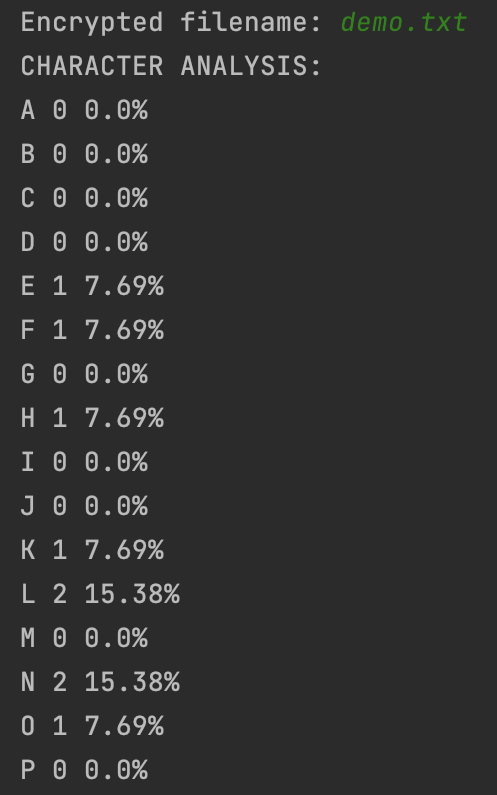 Encrypted filename: demo.txt
CHARACTER ANALYSIS:
A 0 0.0%
B 0 0.0%
C 0 0.0%
D 0 0.0%
E 1 7.69%
F 1 7.69%
G 0 0.0%
H 1 7.69%
I 0 0.0%
J 0 0.0%
K 1 7.69%
L 2 15.38%
M 0 0.0%
N 2 15.38%
O 1 7.69%
P 0 0.0%